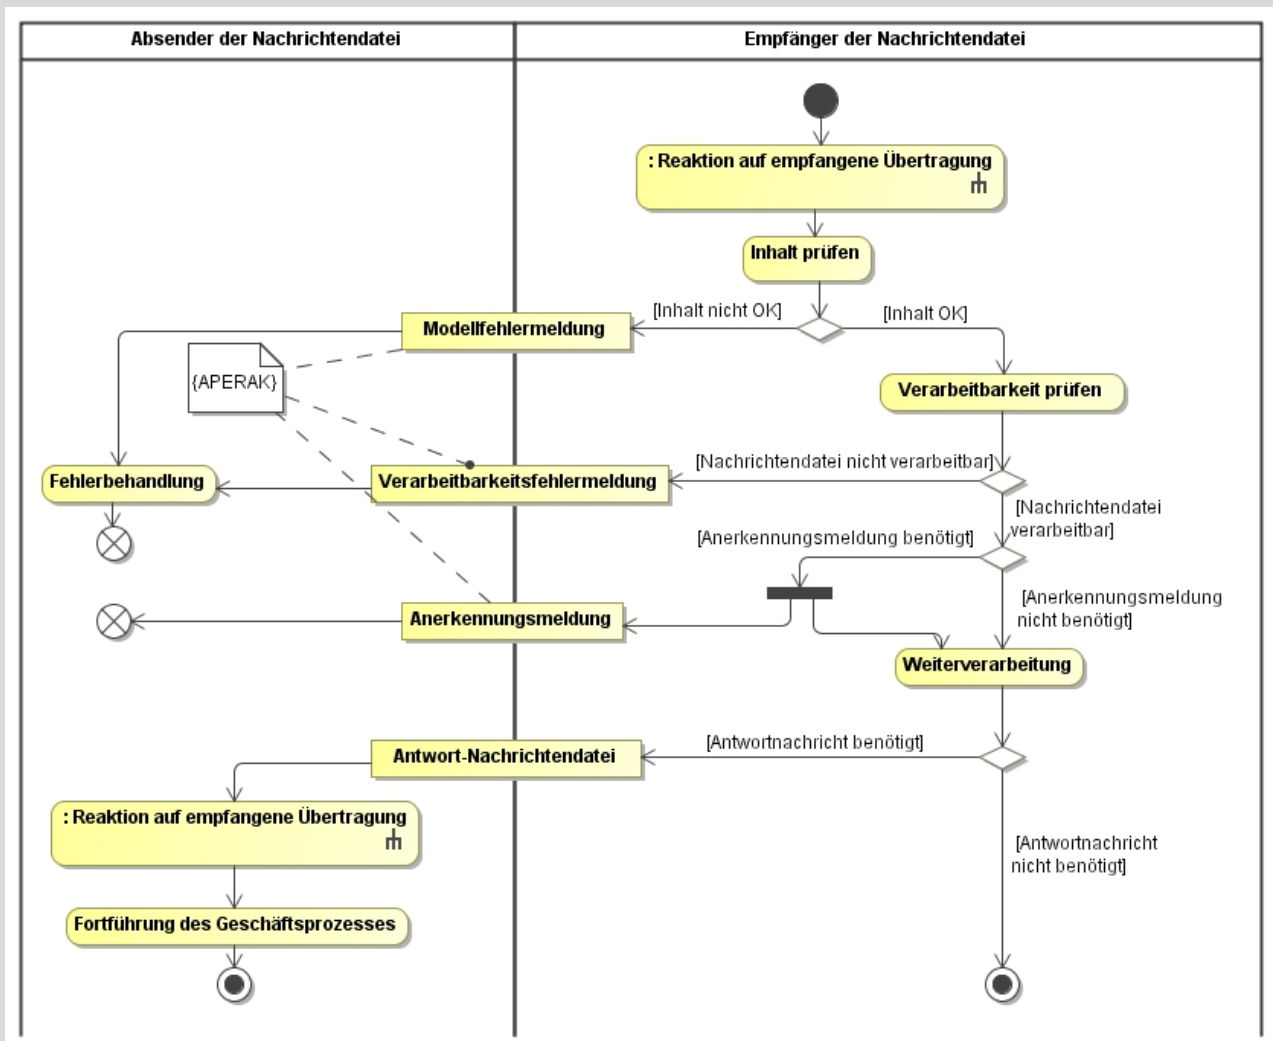 Absender der Nachrichtendatei
Empfänger der Nachrichtendatei
: Reaktion auf empfangene Übertragung
Inhalt prüfen
[Inhalt nicht OK]
[Inhalt OK]
Modellfehlermeldung
{APERAK}
Verarbeitbarkeit prüfen
[Nachrichtendatei nicht verarbeitbar]
Fehlerbehandlung
Verarbeitbarkeitsfehlermeldung
[Nachrichtendatei
verarbeitbar]
[Anerkennungsmeldung benötigt]
[Anerkennungsmeldung
nicht benötigt]
Anerkennungsmeldung
Weiterverarbeitung
[Antwortnachricht benötigt]
Antwort-Nachrichtendatei
: Reaktion auf empfangene Übertragung
[Antwortnachricht
nicht benötigt]
Fortführung des Geschäftsprozesses